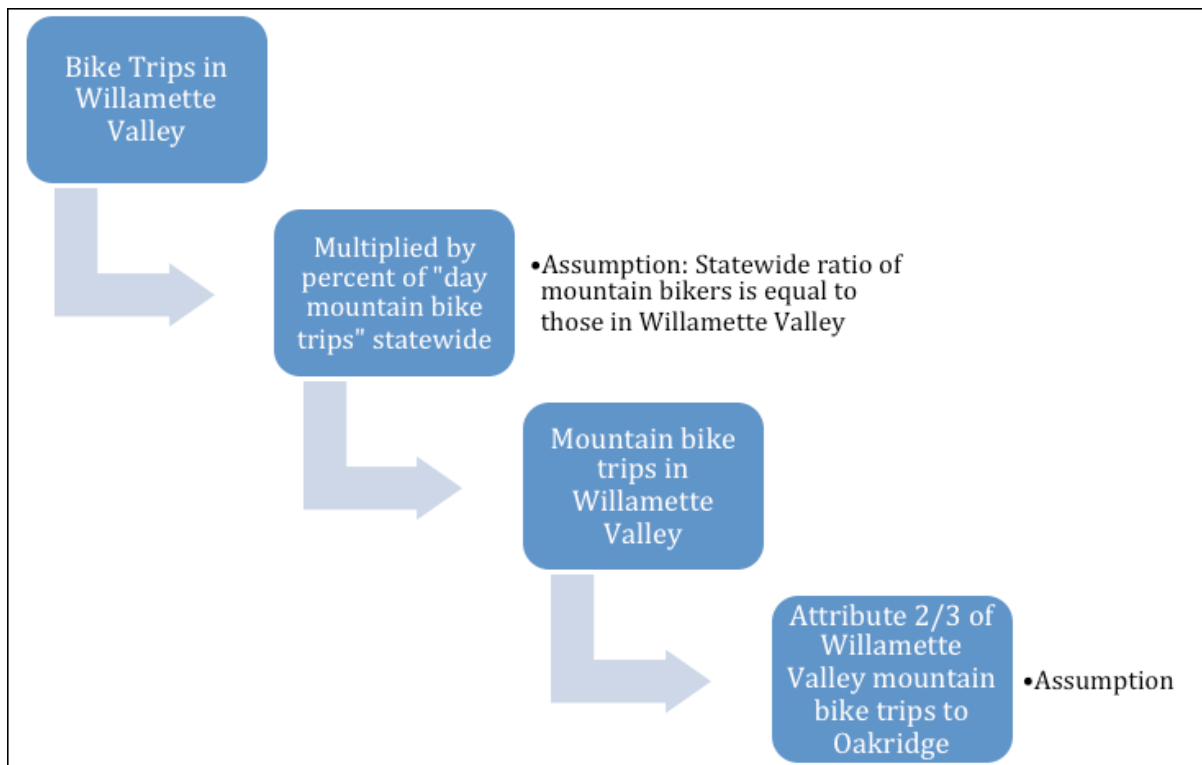 Bike Trips in
Willamette
Valley
Multiplied by
percent of "day
mountain bike
trips" statewide
•Assumption: Statewide ratio of
mountain bikers is equal to
those in Willamette Valley
Mountain bike
trips in
Willamette
Valley
Attribute 2/3 of
Willamette
Valley mountain
bike trips to
Oakridge
•Assumption